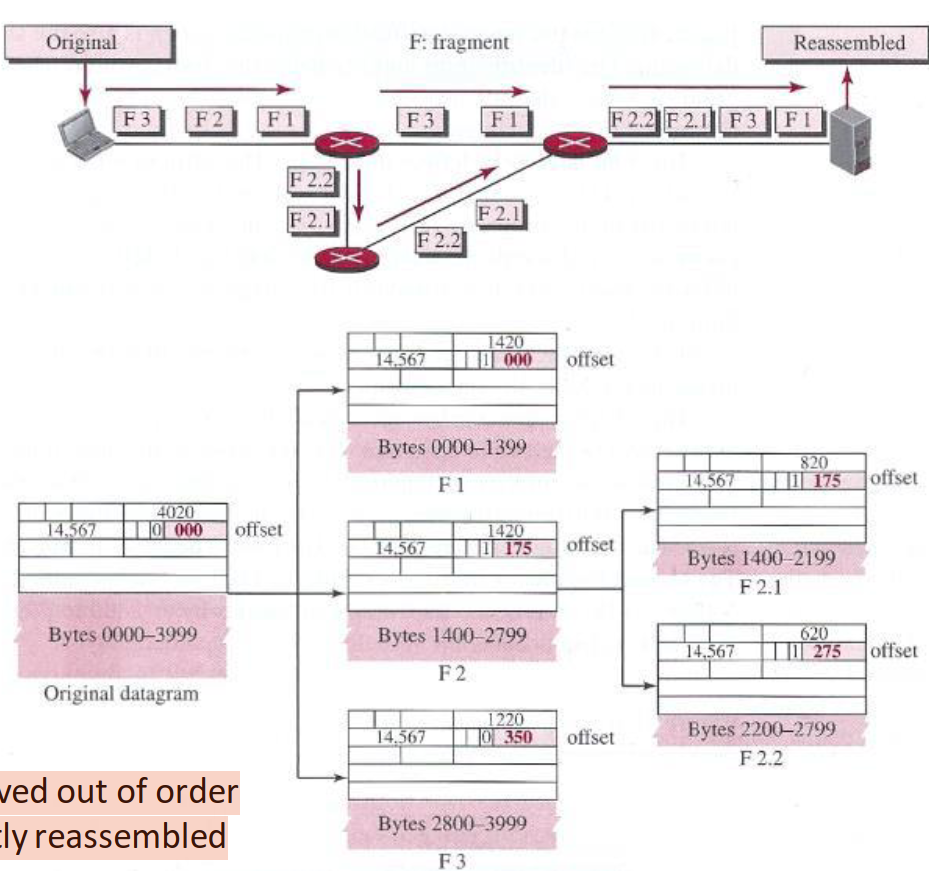 Original
F: fragment
Reassembled
F 3 F 2 F 1
F 3 F 1
F 2.2 F 2.1 F 3 F 1
F 2.2
F 2.1
F 2.1
F 2.2
1420
14,567 1 000 offset
Bytes 0000–1399
F 1
4020
14,567 0 000 offset
Bytes 0000–3999
Original datagram
1420
14,567 1 175 offset
Bytes 1400–2799
F 2
1220
14,567 0 350 offset
Bytes 2800–3999
F 3
820
14,567 1 175 offset
Bytes 1400–2199
F 2.1
620
14,567 1 275 offset
Bytes 2200–2799
F 2.2
ved out of order
tly reassembled